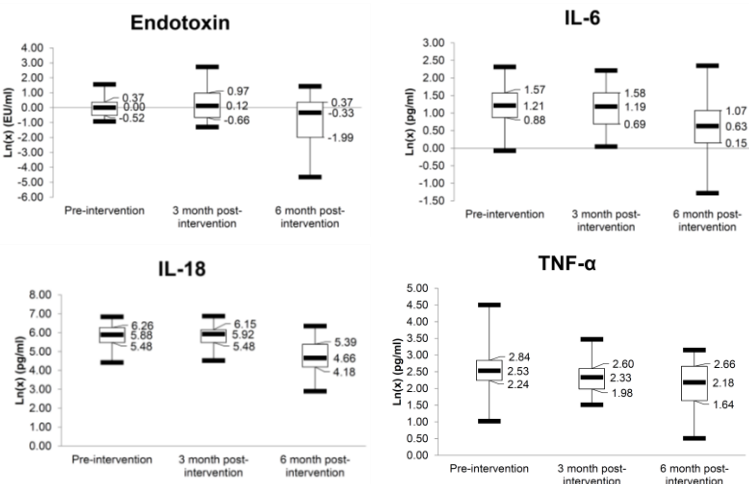 Endotoxin
Ln(x) (EU/ml)
4.00
3.00
2.00
1.00
0.00
-1.00
-2.00
-3.00
-4.00
-5.00
-6.00
0.37
0.00
-0.52
0.97
0.12
-0.66
0.37
-0.33
-1.99
Pre-intervention
3 month post-
intervention
6 month post-
intervention
IL-6
Ln(x) (pg/ml)
3.00
2.50
2.00
1.50
1.00
0.50
0.00
-0.50
-1.00
-1.50
1.57
1.21
0.88
1.58
1.19
0.69
1.07
0.63
0.15
Pre-intervention
3 month post-
intervention
6 month post-
intervention
IL-18
Ln(x) (pg/ml)
8.00
7.00
6.00
5.00
4.00
3.00
2.00
1.00
0.00
6.26
5.88
5.48
6.15
5.92
5.48
5.39
4.66
4.18
Pre-intervention
3 month post-
intervention
6 month post-
intervention
TNF-α
Ln(x) (pg/ml)
5.00
4.50
4.00
3.50
3.00
2.50
2.00
1.50
1.00
0.50
0.00
2.84
2.53
2.24
2.60
2.33
1.98
2.66
2.18
1.64
Pre-intervention
3 month post-
intervention
6 month post-
intervention